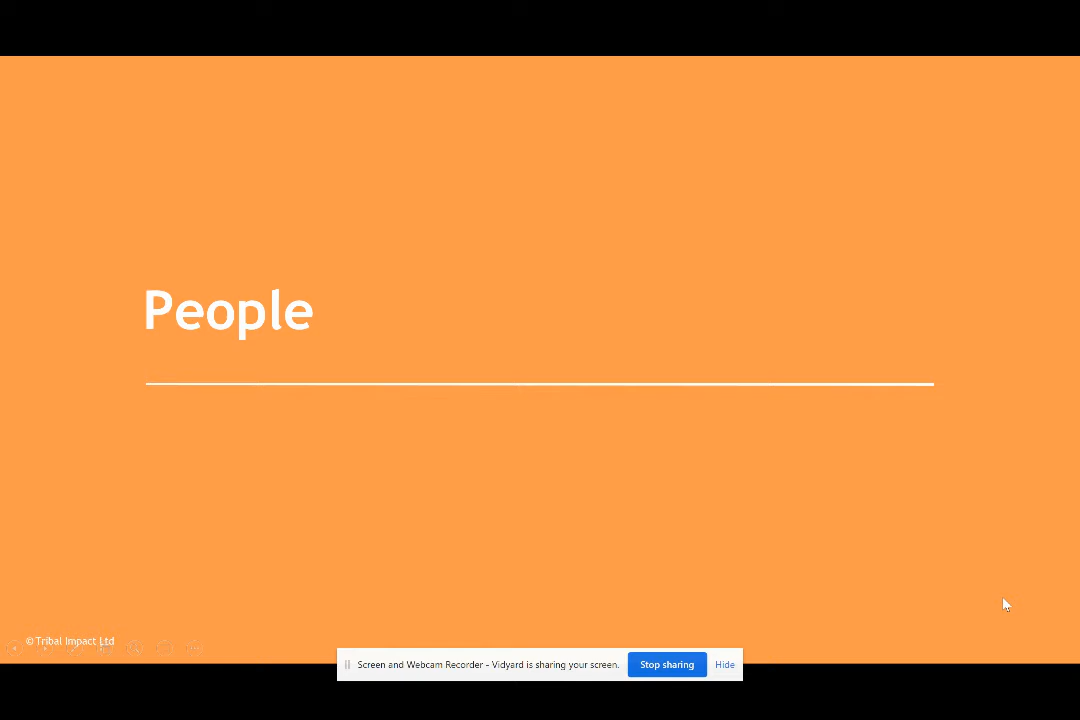 People
©Tribal Impact Ltd
Screen and Webcam Recorder - Vidyard is sharing your screen. Stop sharing Hide